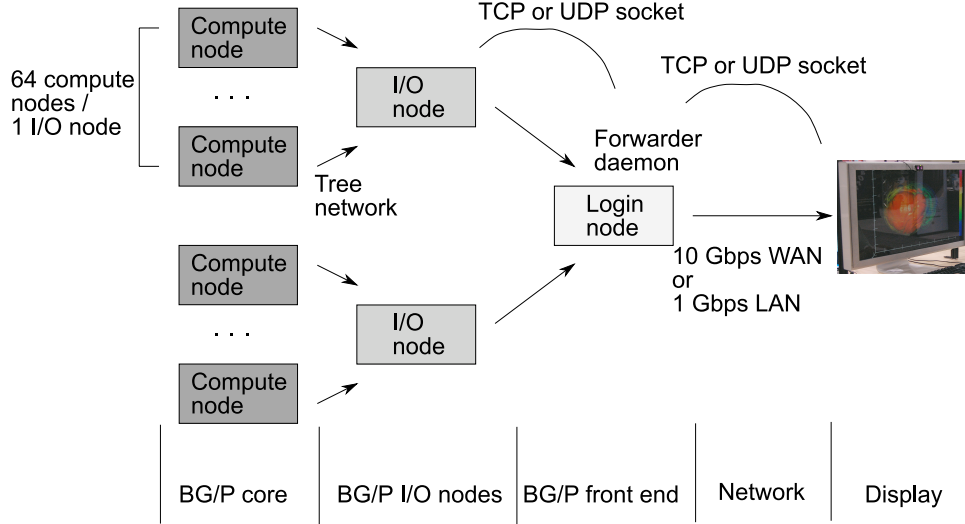 TCP or UDP socket
TCP or UDP socket
64 compute
nodes /
1 I/O node
Compute
node
. . .
Compute
node
I/O
node
Tree
network
Forwarder
daemon
Login
node
10 Gbps WAN
or
1 Gbps LAN
Compute
node
. . .
Compute
node
I/O
node
BG/P core
BG/P I/O nodes
BG/P front end
Network
Display